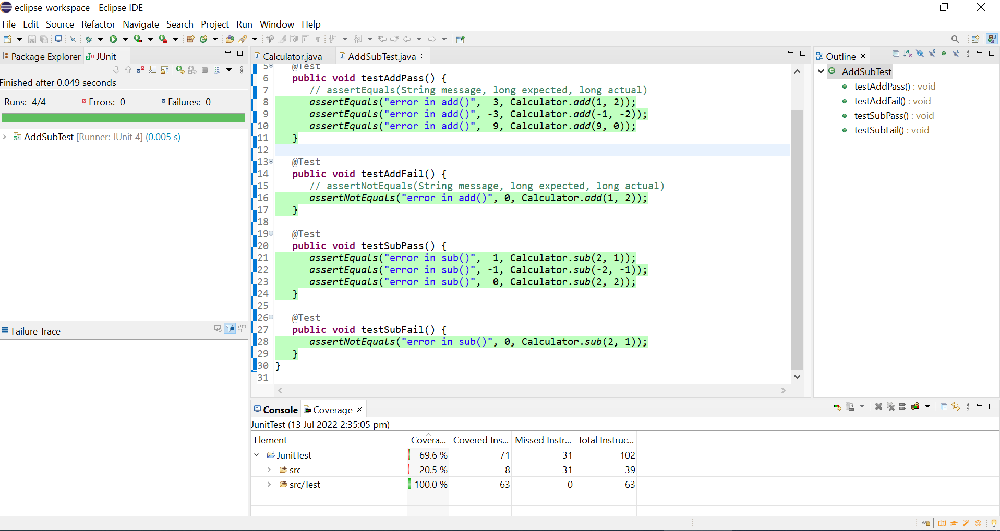 eclipse-workspace - Eclipse IDE
File Edit Source Refactor Navigate Search Project Run Window Help
Package Explorer JUnit
Finished after 0.049 seconds
Runs: 4/4 Errors: 0 Failures: 0
AddSubTest [Runner: JUnit 4] (0.005 s)
Failure Trace
Calculator.java AddSubTest.java
5 @Test
6 public void testAddPass() {
7 // assertEquals(String message, long expected, long actual)
8 assertEquals("error in add()", 3, Calculator.add(1, 2));
9 assertEquals("error in add()", -3, Calculator.add(-1, -2));
10 assertEquals("error in add()", 9, Calculator.add(9, 0));
11 }
12
13 @Test
14 public void testAddFail() {
15 // assertNotEquals(String message, long expected, long actual)
16 assertNotEquals("error in add()", 0, Calculator.add(1, 2));
17 }
18
19 @Test
20 public void testSubPass() {
21 assertEquals("error in sub()", 1, Calculator.sub(2, 1));
22 assertEquals("error in sub()", -1, Calculator.sub(-2, -1));
23 assertEquals("error in sub()", 0, Calculator.sub(2, 2));
24 }
25
26 @Test
27 public void testSubFail() {
28 assertNotEquals("error in sub()", 0, Calculator.sub(2, 1));
29 }
30 }
31
Outline
AddSubTest
testAddPass() : void
testAddFail() : void
testSubPass() : void
testSubFail() : void
Console Coverage
JunitTest (13 Jul 2022 2:35:05 pm)
Element Covera... Covered Ins... Missed Instr... Total Instruc...
JunitTest 69.6 % 71 31 102
src 20.5 % 8 31 39
src/Test 100.0 % 63 0 63